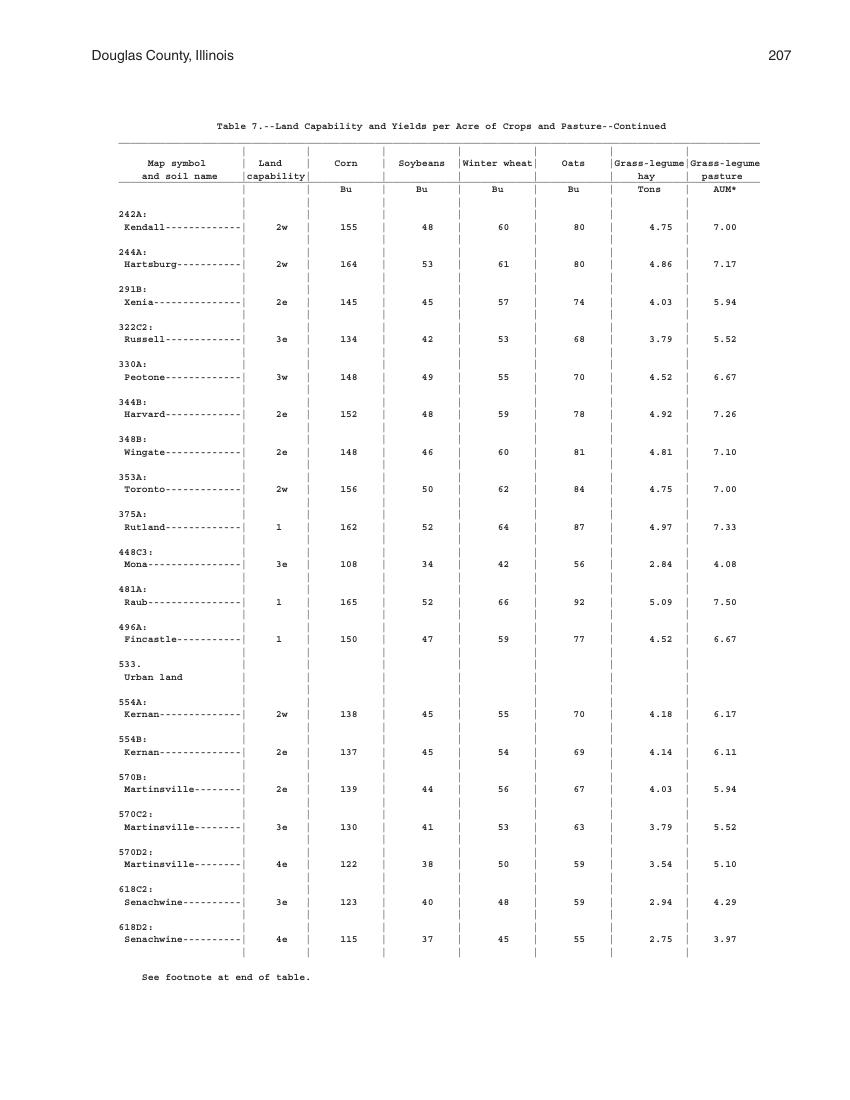 Douglas County, Illinois 207
Table 7.--Land Capability and Yields per Acre of Crops and Pasture--Continued
Map symbol Land Corn Soybeans Winter wheat Oats Grass-legume Grass-legume
and soil name capability hay pasture
Bu Bu Bu Bu Tons AUM*
242A:
Kendall------------- 2w 155 48 60 80 4.75 7.00
244A:
Hartsburg----------- 2w 164 53 61 80 4.86 7.17
291B:
Xenia--------------- 2e 145 45 57 74 4.03 5.94
322C2:
Russell------------- 3e 134 42 53 68 3.79 5.52
330A:
Peotone------------- 3w 148 49 55 70 4.52 6.67
344B:
Harvard------------- 2e 152 48 59 78 4.92 7.26
348B:
Wingate------------- 2e 148 46 60 81 4.81 7.10
353A:
Toronto------------- 2w 156 50 62 84 4.75 7.00
375A:
Rutland------------- 1 162 52 64 87 4.97 7.33
448C3:
Mona---------------- 3e 108 34 42 56 2.84 4.08
481A:
Raub---------------- 1 165 52 66 92 5.09 7.50
496A:
Fincastle----------- 1 150 47 59 77 4.52 6.67
533.
Urban land
554A:
Kernan-------------- 2w 138 45 55 70 4.18 6.17
554B:
Kernan-------------- 2e 137 45 54 69 4.14 6.11
570B:
Martinsville-------- 2e 139 44 56 67 4.03 5.94
570C2:
Martinsville-------- 3e 130 41 53 63 3.79 5.52
570D2:
Martinsville-------- 4e 122 38 50 59 3.54 5.10
618C2:
Senachwine---------- 3e 123 40 48 59 2.94 4.29
618D2:
Senachwine---------- 4e 115 37 45 55 2.75 3.97
See footnote at end of table.